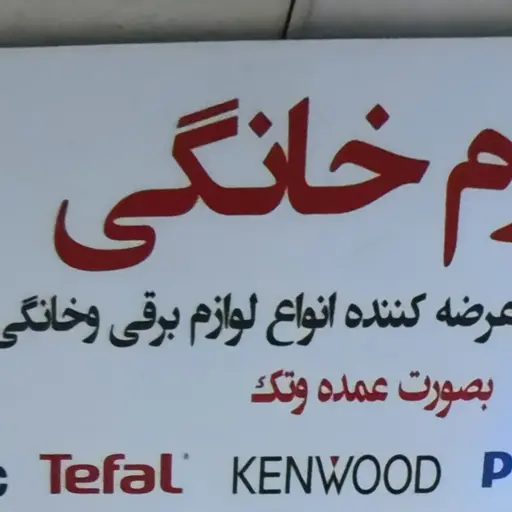 خانگی
عرضه کننده انواع لوازم برقی وخانگی
بصورت عمده وتک
Tefal KENWOOD P